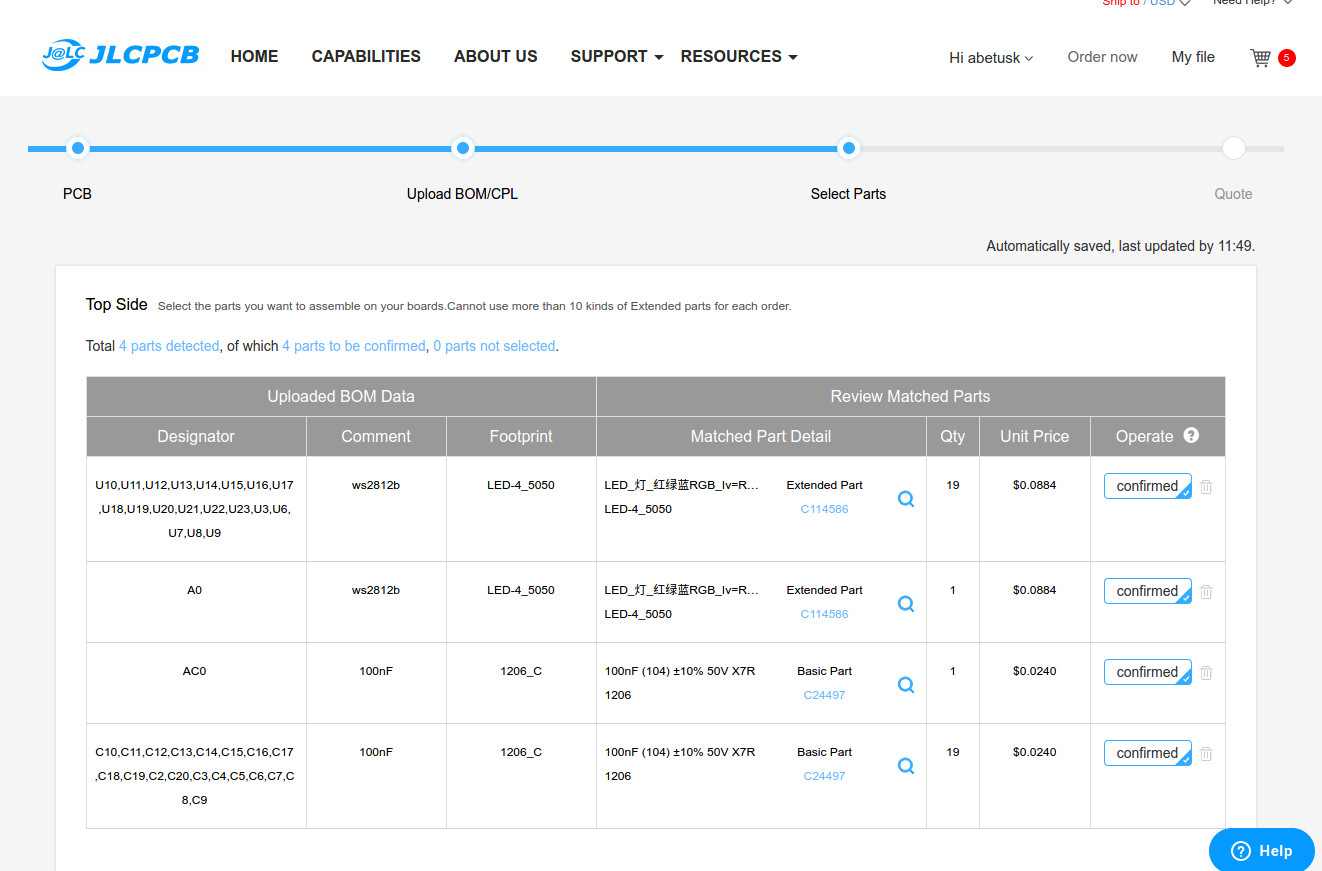 Ship to / USD Need Help?
J@LC JLCPCB HOME CAPABILITIES ABOUT US SUPPORT RESOURCES Hi abetusk Order now My file 5
PCB Upload BOM/CPL Select Parts Quote
Automatically saved, last updated by 11:49.
Top Side Select the parts you want to assemble on your boards.Cannot use more than 10 kinds of Extended parts for each order.
Total 4 parts detected, of which 4 parts to be confirmed, 0 parts not selected.
Uploaded BOM Data Review Matched Parts
Designator Comment Footprint Matched Part Detail Qty Unit Price Operate ?
U10,U11,U12,U13,U14,U15,U16,U17 ws2812b LED-4_5050 LED_灯_红绿蓝RGB_Iv=R... Extended Part 19 $0.0884 confirmed
,U18,U19,U20,U21,U22,U23,U3,U6, LED-4_5050 C114586
U7,U8,U9
A0 ws2812b LED-4_5050 LED_灯_红绿蓝RGB_Iv=R... Extended Part 1 $0.0884 confirmed
LED-4_5050 C114586
AC0 100nF 1206_C 100nF (104) ±10% 50V X7R Basic Part 1 $0.0240 confirmed
1206 C24497
C10,C11,C12,C13,C14,C15,C16,C17 100nF 1206_C 100nF (104) ±10% 50V X7R Basic Part 19 $0.0240 confirmed
,C18,C19,C2,C20,C3,C4,C5,C6,C7,C 1206 C24497
8,C9
? Help